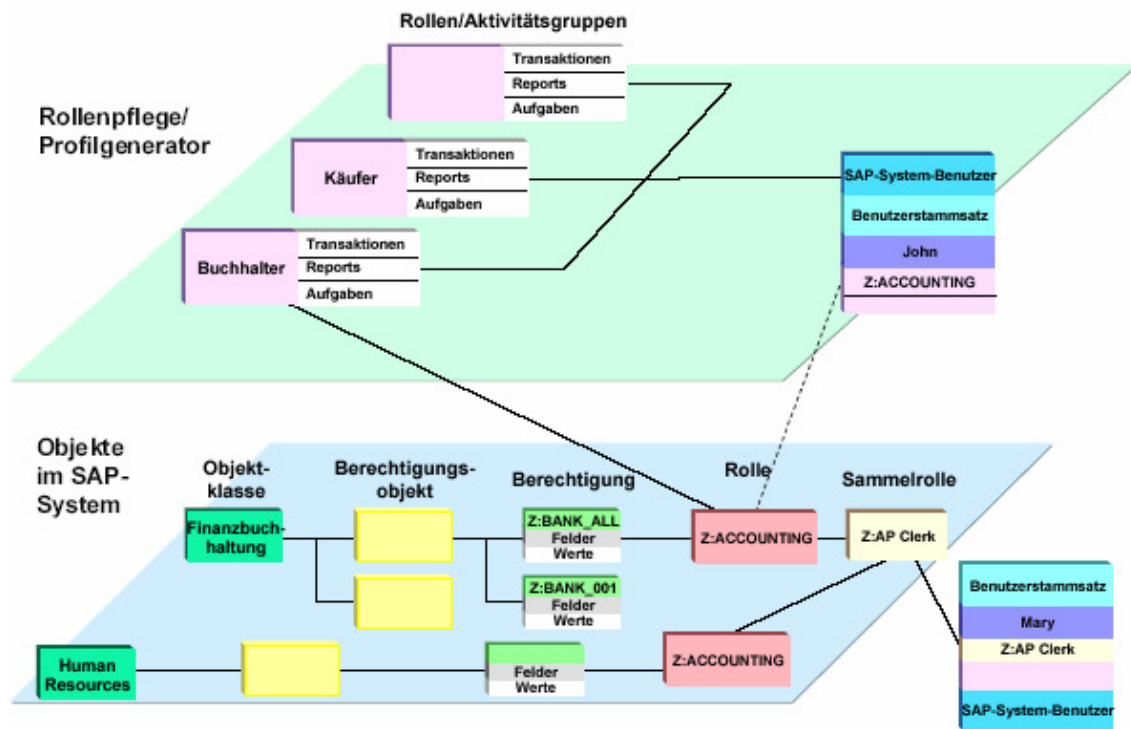 Rollen/Aktivitätsgruppen
Transaktionen
Reports
Aufgaben
Rollenpflege/
Profilgenerator
Käufer
Transaktionen
Reports
Aufgaben
Buchhalter
Transaktionen
Reports
Aufgaben
SAP-System-Benutzer
Benutzerstammsatz
John
Z:ACCOUNTING
Objekte
im SAP-
System
Objekt-
klasse
Berechtigungs-
objekt
Berechtigung
Rolle
Sammelrolle
Finanzbuch-
haltung
Z:BANK_ALL
Felder
Werte
Z:ACCOUNTING
Z:AP Clerk
Z:BANK_001
Felder
Werte
Human
Resources
Felder
Werte
Z:ACCOUNTING
Benutzerstammsatz
Mary
Z:AP Clerk
SAP-System-Benutzer